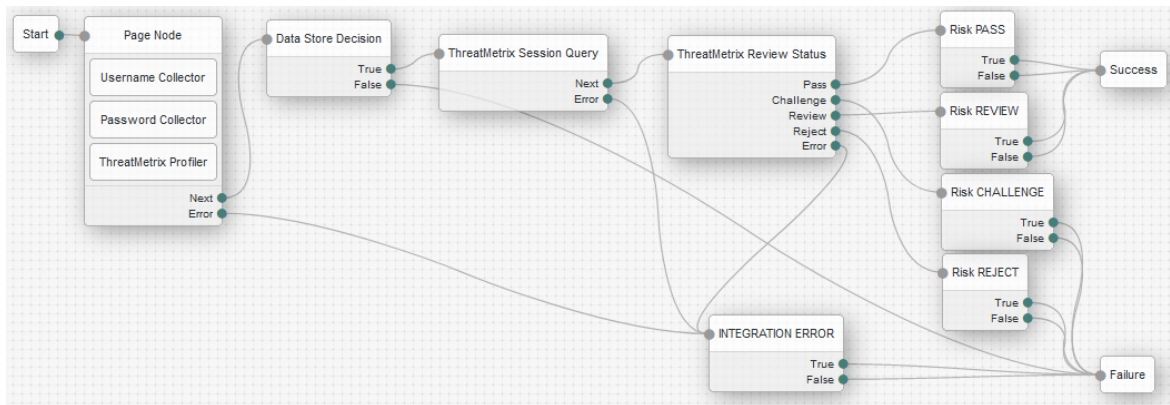 Start
Page Node
Username Collector
Password Collector
ThreatMetrix Profiler
Next
Error
Data Store Decision
True
False
ThreatMetrix Session Query
Next
Error
ThreatMetrix Review Status
Pass
Challenge
Review
Reject
Error
Risk PASS
True
False
Risk REVIEW
True
False
Risk CHALLENGE
True
False
Risk REJECT
True
False
INTEGRATION ERROR
True
False
Success
Failure